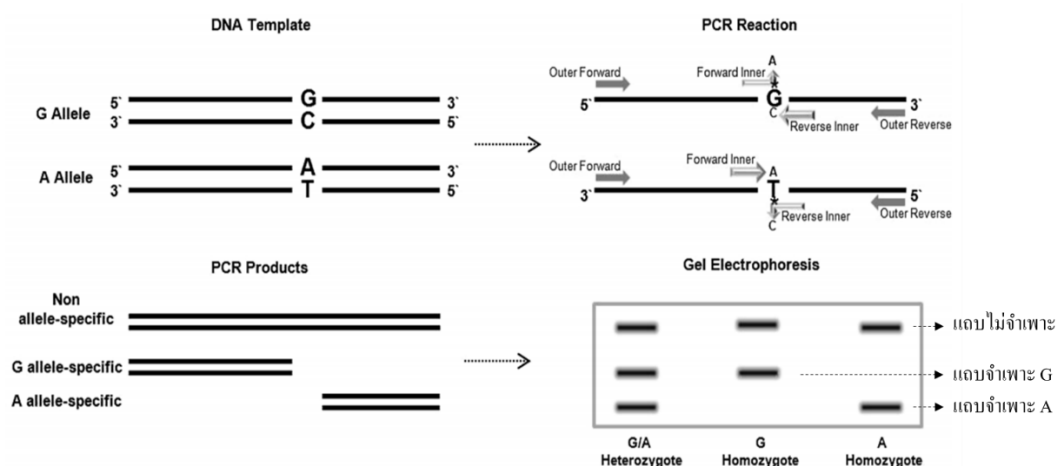 DNA Template
G Allele
5` G 3`
3` C 5`
A Allele
5` A 3`
3` T 5`
PCR Reaction
Outer Forward
Forward Inner
A
*
5` G 3`
C
Reverse Inner
Outer Reverse
Outer Forward
Forward Inner
A
3` T 5`
*
Reverse Inner
Outer Reverse
C
PCR Products
Non
allele-specific
G allele-specific
A allele-specific
Gel Electrophoresis
แถบไม่จำเพาะ
แถบจำเพาะ G
แถบจำเพาะ A
G/A
Heterozygote
G
Homozygote
A
Homozygote